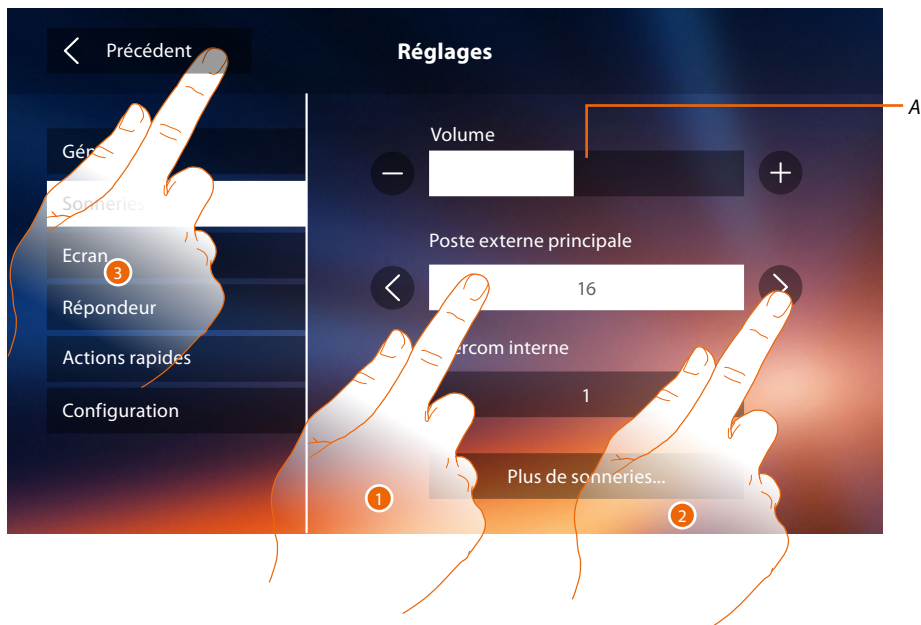 Précédent
Réglages
A
Volume
Sonneries
Poste externe principale
Ecran
3
16
Répondeur
interne
Actions rapides
1
Configuration
Plus de sonneries...
1
2